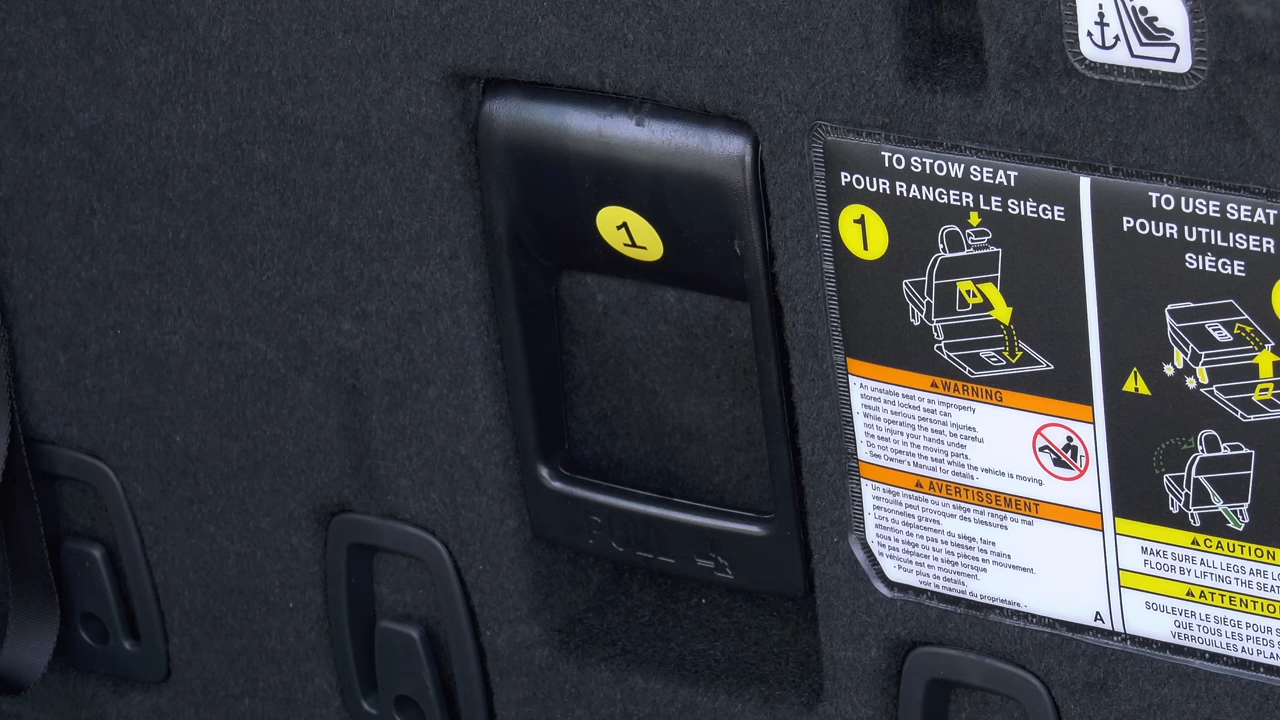 1
PULL
TO STOW SEAT
POUR RANGER LE SIÈGE
1
WARNING
· An unstable seat or an improperly
stored and locked seat can
result in serious personal injuries.
· While operating the seat, be careful
not to injure your hands under
the seat or in the moving parts.
· Do not operate the seat while the vehicle is moving.
- See Owner's Manual for details -
AVERTISSEMENT
· Un siège instable ou un siège mal rangé ou mal
verrouillé peut provoquer des blessures
personnelles graves.
· Lors du déplacement du siège, faire
attention de ne pas se blesser les mains
sous le siège ou sur les pièces en mouvement.
· Ne pas déplacer le siège lorsque
le véhicule est en mouvement.
- Pour plus de details,
voir le manuel du proprietaire. -
A
TO USE SEAT
POUR UTILISER
SIÈGE
CAUTION
MAKE SURE ALL LEGS ARE
FLOOR BY LIFTING THE SEAT
ATTENTIO
SOULEVER LE SIÈGE POUR
QUE TOUS LES PIEDS
VERROUILLES AU